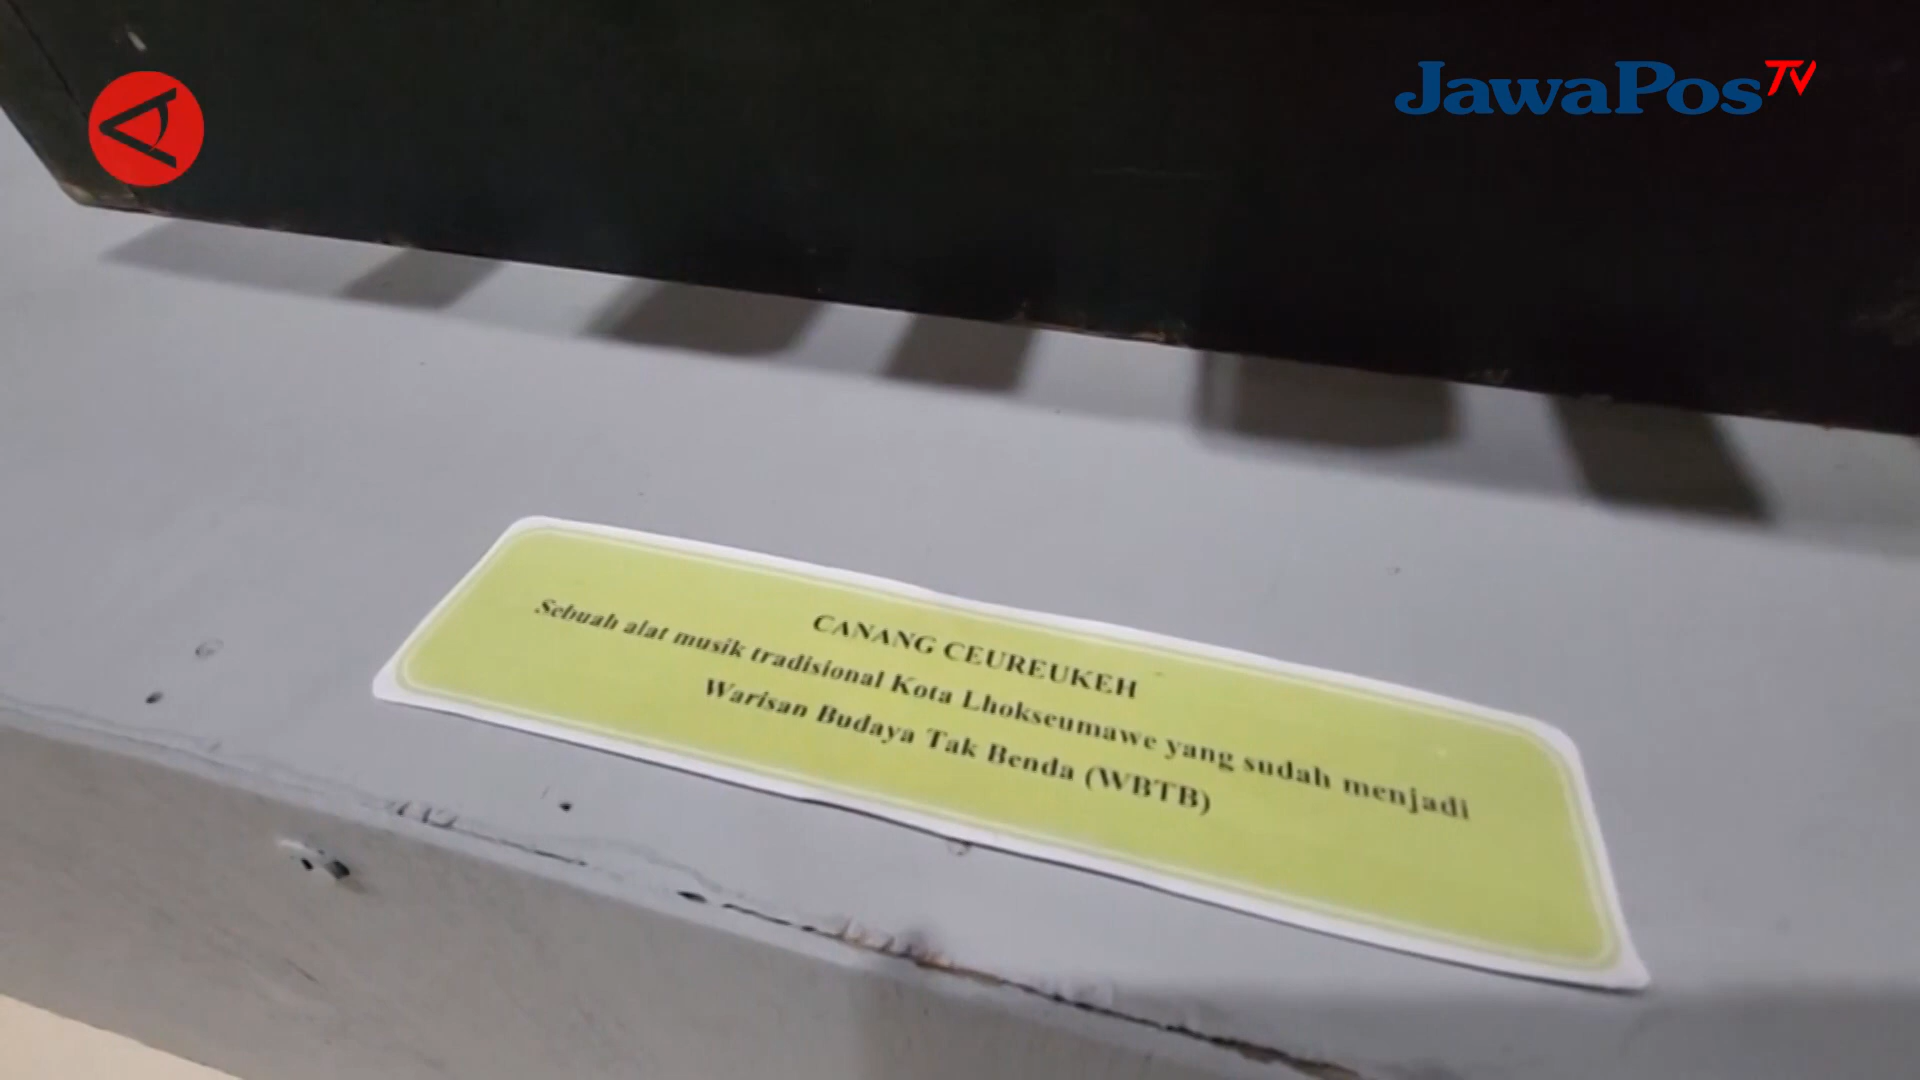 JawaPos TV
CANANG CEUREUKEH
Sebuah alat musik tradisional Kota Lhokseumawe yang sudah menjadi
Warisan Budaya Tak Benda (WBTB)